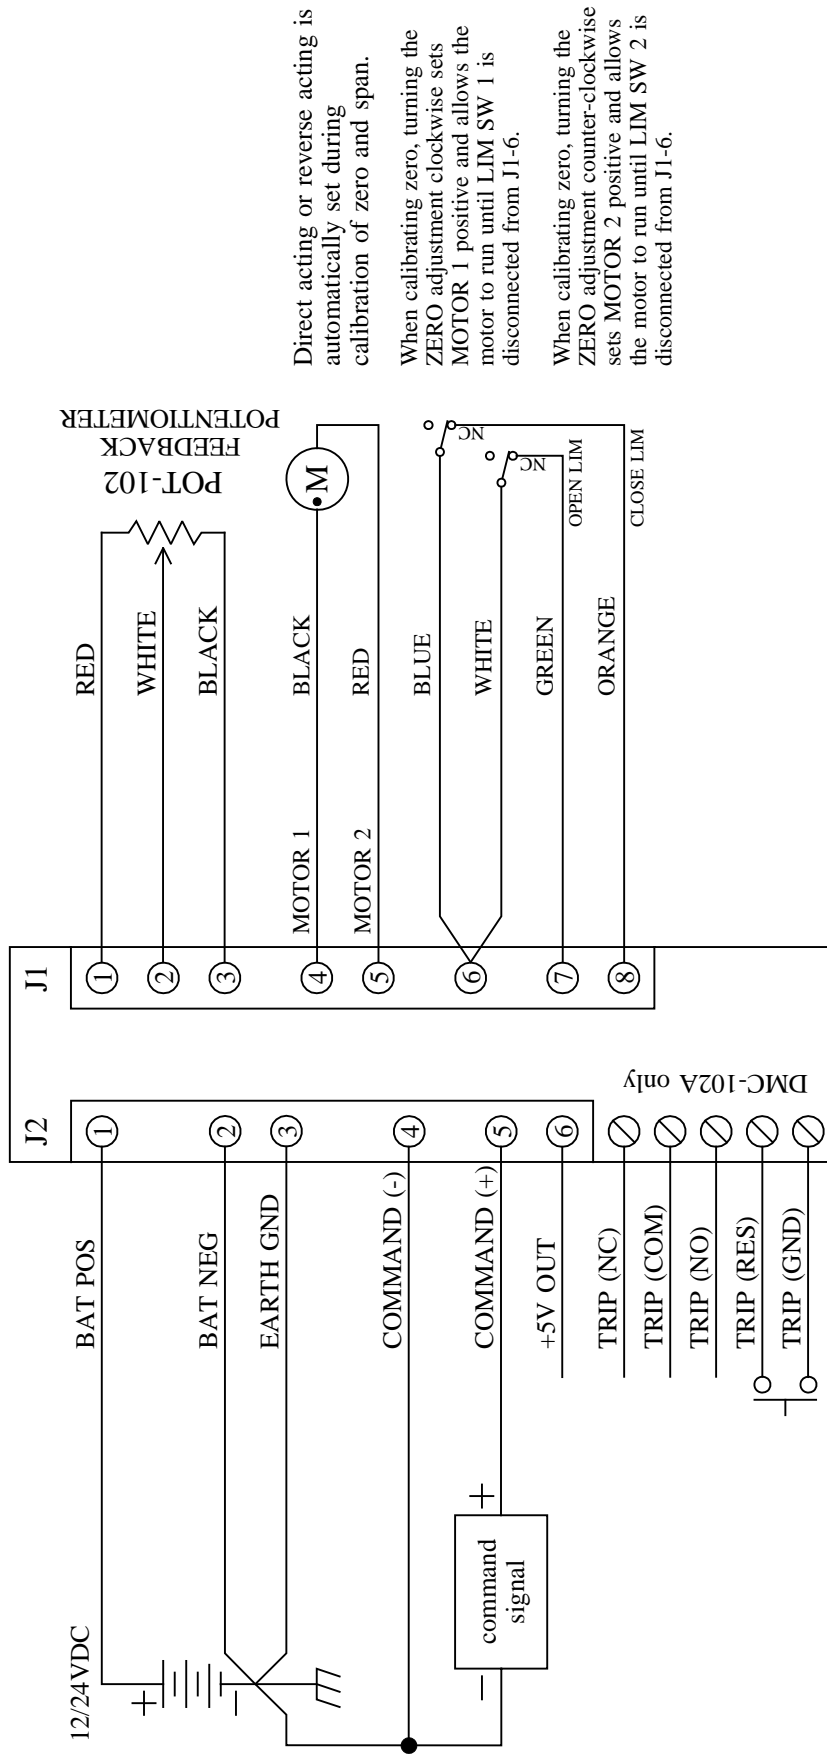 J2
J1
12/24VDC
+
−
BAT POS
1
BAT NEG
2
EARTH GND
3
COMMAND (-)
4
COMMAND (+)
5
+5V OUT
6
TRIP (NC)
TRIP (COM)
TRIP (NO)
TRIP (RES)
TRIP (GND)
−
command
signal
+
DMC-102A only
1
RED
2
WHITE
3
BLACK
POT-102
FEEDBACK
POTENTIOMETER
4
MOTOR 1
BLACK
M
5
MOTOR 2
RED
6
BLUE
WHITE
NC
NC
7
GREEN
OPEN LIM
8
ORANGE
CLOSE LIM
Direct acting or reverse acting is
automatically set during
calibration of zero and span.
When calibrating zero, turning the
ZERO adjustment clockwise sets
MOTOR 1 positive and allows the
motor to run until LIM SW 1 is
disconnected from J1-6.
When calibrating zero, turning the
ZERO adjustment counter-clockwise
sets MOTOR 2 positive and allows
the motor to run until LIM SW 2 is
disconnected from J1-6.